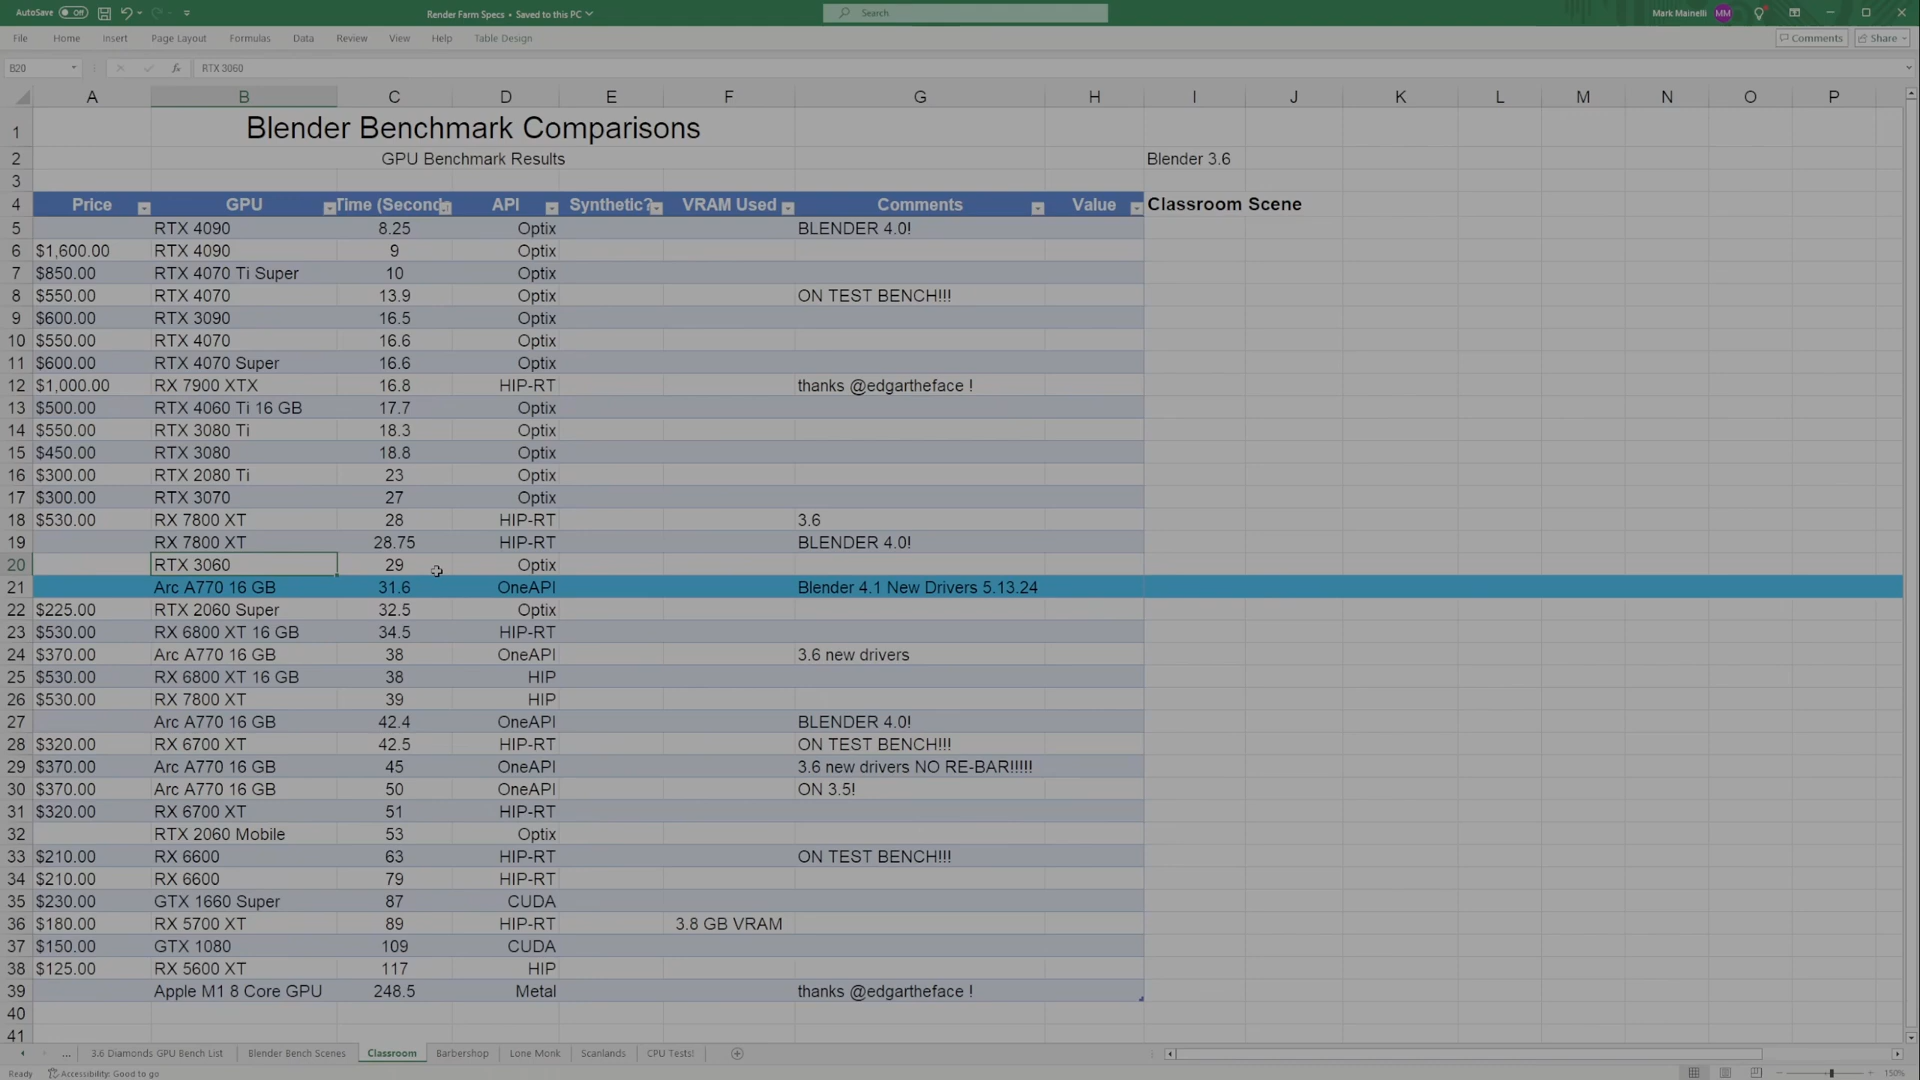 AutoSave Off Render Farm Specs • Saved to this PC Search Mark Mainelli MM
File Home Insert Page Layout Formulas Data Review View Help Table Design Comments Share
B20 fx RTX 3060
A B C D E F G H I J K L M N O P
1 Blender Benchmark Comparisons
2 GPU Benchmark Results Blender 3.6
3
4 Price GPU Time (Second API Synthetic? VRAM Used Comments Value Classroom Scene
5 RTX 4090 8.25 Optix BLENDER 4.0!
6 $1,600.00 RTX 4090 9 Optix
7 $850.00 RTX 4070 Ti Super 10 Optix
8 $550.00 RTX 4070 13.9 Optix ON TEST BENCH!!!
9 $600.00 RTX 3090 16.5 Optix
10 $550.00 RTX 4070 16.6 Optix
11 $600.00 RTX 4070 Super 16.6 Optix
12 $1,000.00 RX 7900 XTX 16.8 HIP-RT thanks @edgartheface !
13 $500.00 RTX 4060 Ti 16 GB 17.7 Optix
14 $550.00 RTX 3080 Ti 18.3 Optix
15 $450.00 RTX 3080 18.8 Optix
16 $300.00 RTX 2080 Ti 23 Optix
17 $300.00 RTX 3070 27 Optix
18 $530.00 RX 7800 XT 28 HIP-RT 3.6
19 RX 7800 XT 28.75 HIP-RT BLENDER 4.0!
20 RTX 3060 29 Optix
21 Arc A770 16 GB 31.6 OneAPI Blender 4.1 New Drivers 5.13.24
22 $225.00 RTX 2060 Super 32.5 Optix
23 $530.00 RX 6800 XT 16 GB 34.5 HIP-RT
24 $370.00 Arc A770 16 GB 38 OneAPI 3.6 new drivers
25 $530.00 RX 6800 XT 16 GB 38 HIP
26 $530.00 RX 7800 XT 39 HIP
27 Arc A770 16 GB 42.4 OneAPI BLENDER 4.0!
28 $320.00 RX 6700 XT 42.5 HIP-RT ON TEST BENCH!!!
29 $370.00 Arc A770 16 GB 45 OneAPI 3.6 new drivers NO RE-BAR!!!!!
30 $370.00 Arc A770 16 GB 50 OneAPI ON 3.5!
31 $320.00 RX 6700 XT 51 HIP-RT
32 RTX 2060 Mobile 53 Optix
33 $210.00 RX 6600 63 HIP-RT ON TEST BENCH!!!
34 $210.00 RX 6600 79 HIP-RT
35 $230.00 GTX 1660 Super 87 CUDA
36 $180.00 RX 5700 XT 89 HIP-RT 3.8 GB VRAM
37 $150.00 GTX 1080 109 CUDA
38 $125.00 RX 5600 XT 117 HIP
39 Apple M1 8 Core GPU 248.5 Metal thanks @edgartheface !
40
41
... 3.6 Diamonds GPU Bench List Blender Bench Scenes Classroom Barbershop Lone Monk Scanlands CPU Tests!
Ready Accessibility: Good to go 150%